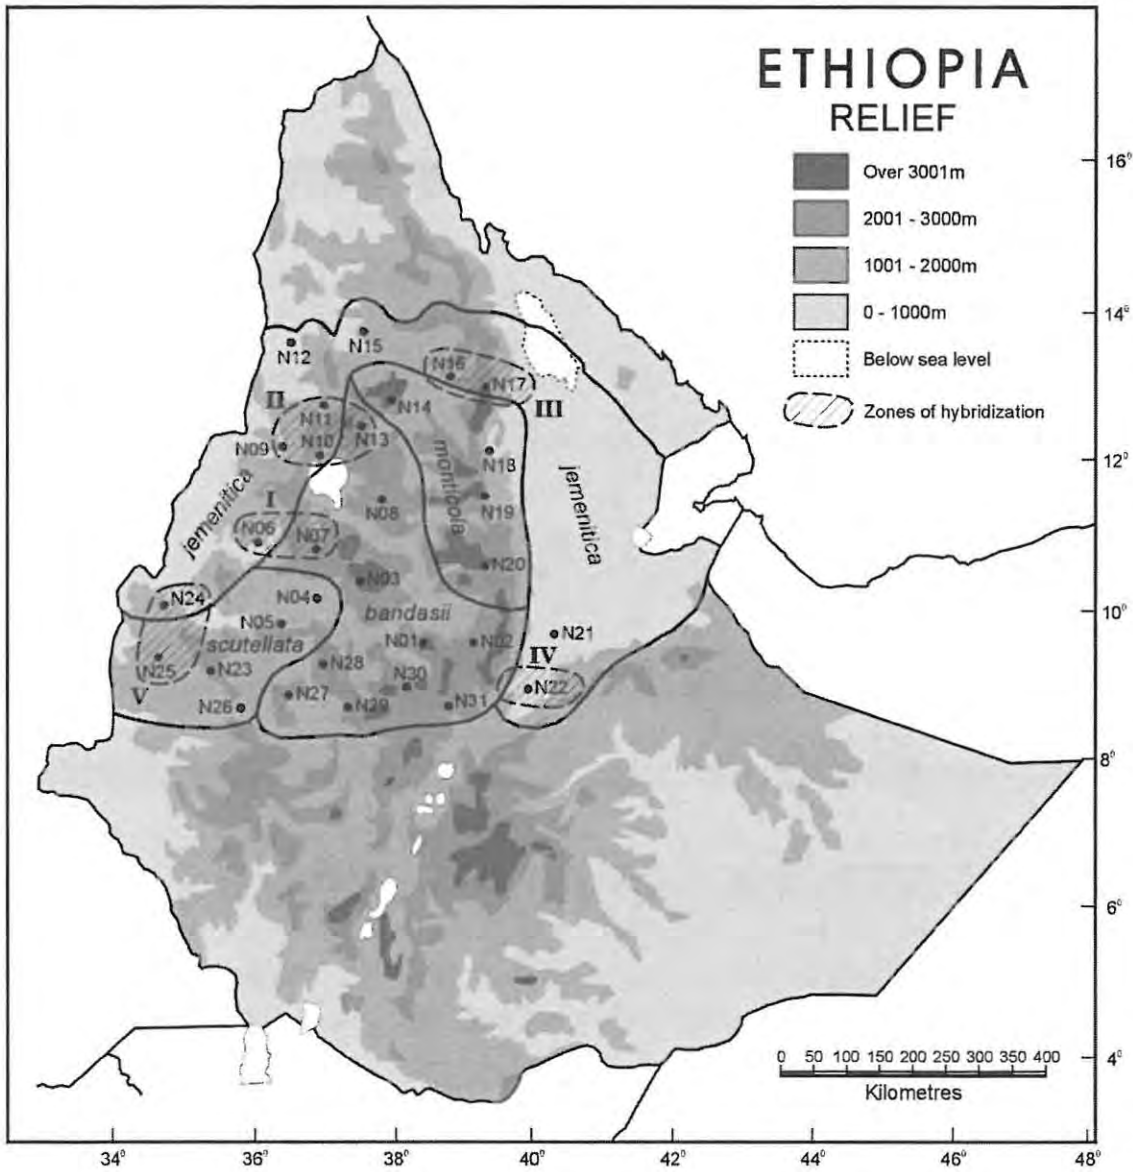 ETHIOPIA
RELIEF
Over 3001m
2001 - 3000m
1001 - 2000m
0 - 1000m
Below sea level
Zones of hybridization
16°
14°
12°
10°
8°
6°
4°
N12
N15
N16
N17
II
N11
N14
III
N10
N13
N09
N18
monticola
jemenitica
jemenitica
I
N08
N19
N06
N07
N20
N03
N24
N04
bandasii
N05
scutellata
N01
N02
N21
IV
N25
N23
N28
N30
N22
V
N26
N27
N29
N31
0 50 100 150 200 250 300 350 400
Kilometres
34° 36° 38° 40° 42° 44° 46° 48°